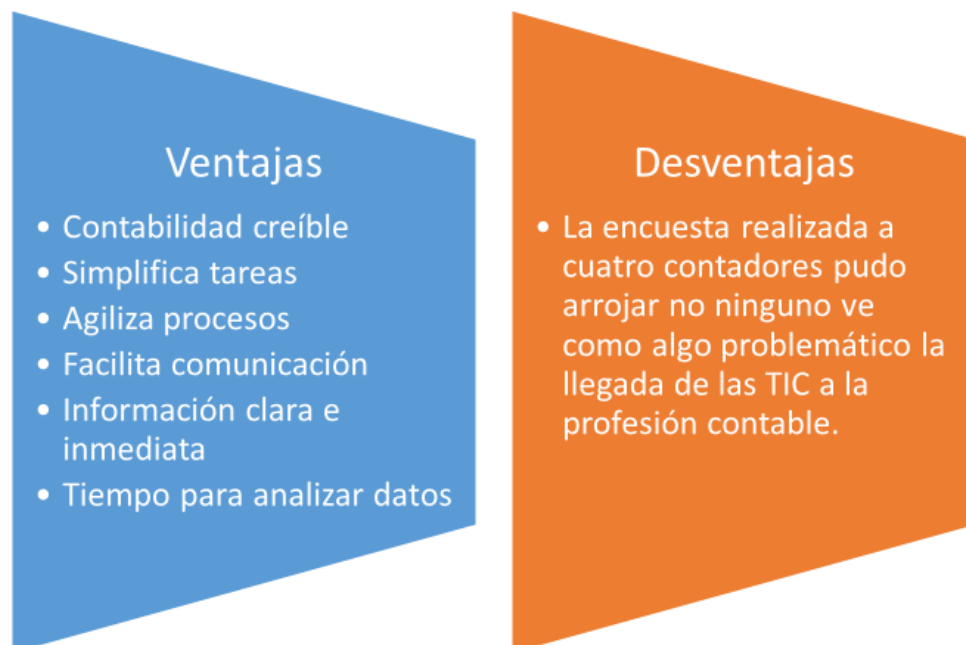 Ventajas
• Contabilidad creíble
• Simplifica tareas
• Agiliza procesos
• Facilita comunicación
• Información clara e
inmediata
• Tiempo para analizar datos
Desventajas
• La encuesta realizada a
cuatro contadores pudo
arrojar no ninguno ve
como algo problemático la
llegada de las TIC a la
profesión contable.